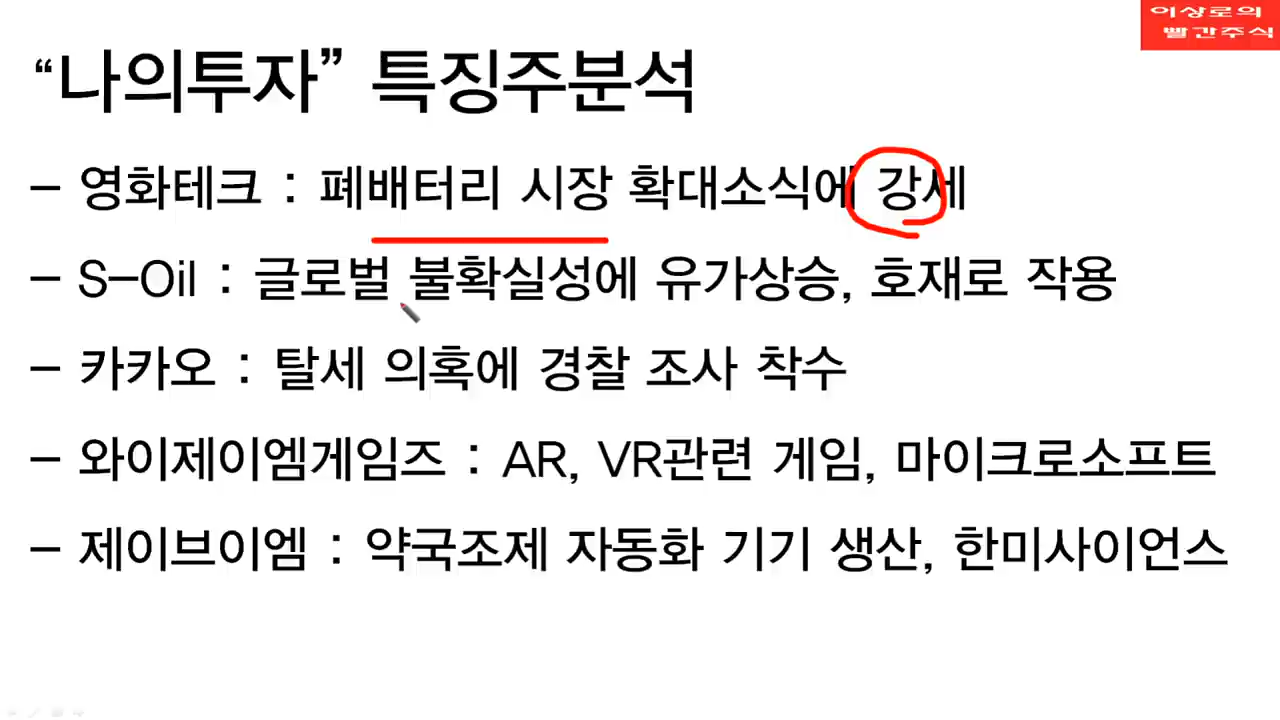 이상로의
빨간주식
“나의투자” 특징주분석
– 영화테크 : 폐배터리 시장 확대소식에 강세
– S-Oil : 글로벌 불확실성에 유가상승, 호재로 작용
– 카카오 : 탈세 의혹에 경찰 조사 착수
– 와이제이엠게임즈 : AR, VR관련 게임, 마이크로소프트
– 제이브이엠 : 약국조제 자동화 기기 생산, 한미사이언스